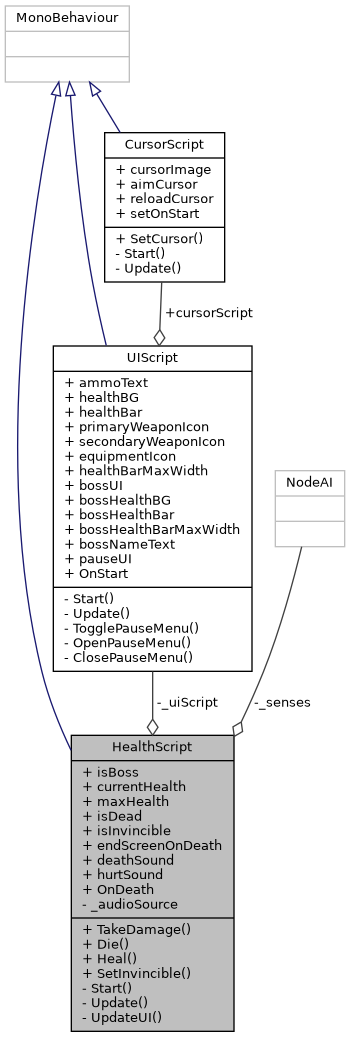 MonoBehaviour
CursorScript
+ cursorImage
+ aimCursor
+ reloadCursor
+ setOnStart
+ SetCursor()
- Start()
- Update()
+cursorScript
UIScript
+ ammoText
+ healthBG
+ healthBar
+ primaryWeaponIcon
+ secondaryWeaponIcon
+ equipmentIcon
+ healthBarMaxWidth
+ bossUI
+ bossHealthBG
+ bossHealthBar
+ bossHealthBarMaxWidth
+ bossNameText
+ pauseUI
+ OnStart
- Start()
- Update()
- TogglePauseMenu()
- OpenPauseMenu()
- ClosePauseMenu()
NodeAI
-_uiScript
-_senses
HealthScript
+ isBoss
+ currentHealth
+ maxHealth
+ isDead
+ isInvincible
+ endScreenOnDeath
+ deathSound
+ hurtSound
+ OnDeath
- _audioSource
+ TakeDamage()
+ Die()
+ Heal()
+ SetInvincible()
- Start()
- Update()
- UpdateUI()